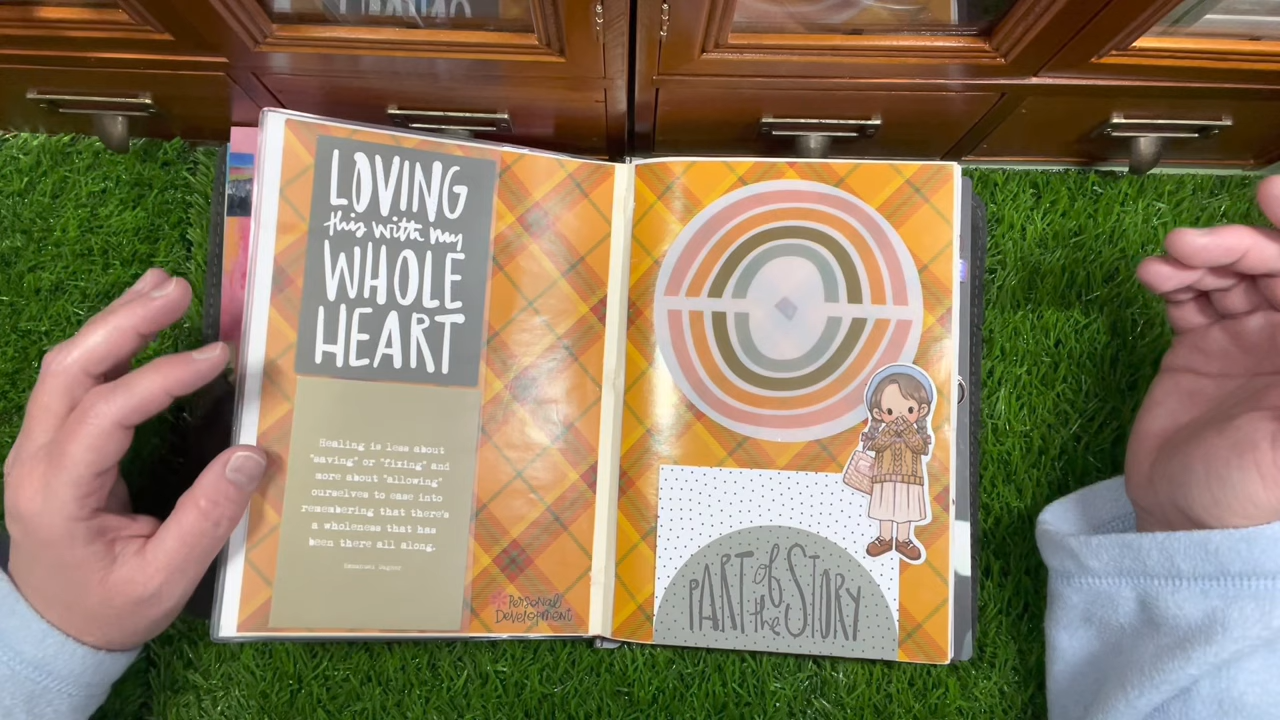 LOVING
this with my
WHOLE
HEART
Healing is less about
"saving" or "fixing" and
more about "allowing"
ourselves to ease into
remembering that there's
a wholeness that has
been there all along.
Personal
Development
PART of
the STORY